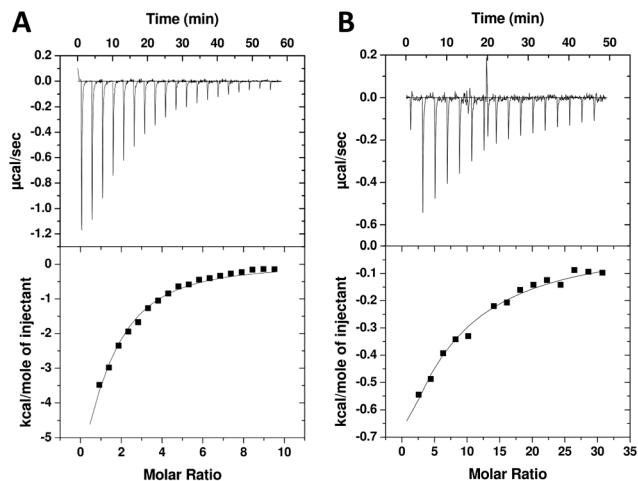 A
Time (min)
0 10 20 30 40 50 60
0.0
-0.2
-0.4
-0.6
-0.8
-1.0
-1.2
µcal/sec
0
-1
-2
-3
-4
-5
kcal/mole of injectant
0 2 4 6 8 10
Molar Ratio
B
Time (min)
0 10 20 30 40 50
0.2
0.0
-0.2
-0.4
-0.6
µcal/sec
0.0
-0.1
-0.2
-0.3
-0.4
-0.5
-0.6
-0.7
kcal/mole of injectant
0 5 10 15 20 25 30 35
Molar Ratio